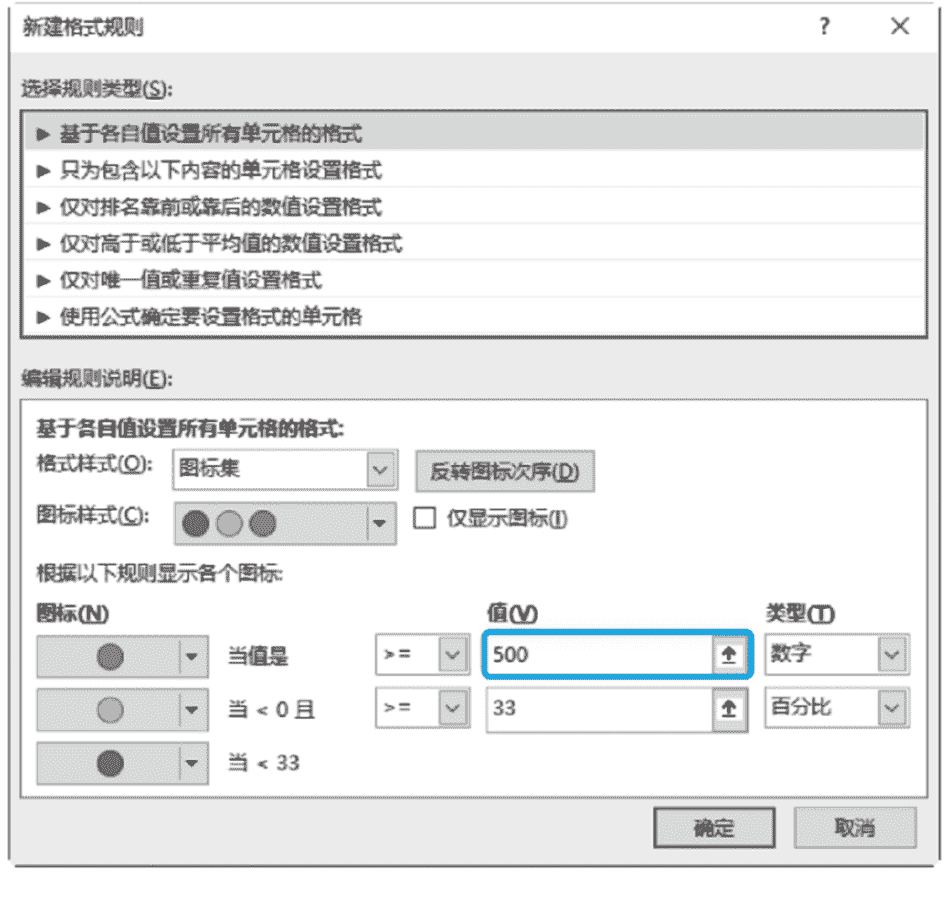 新建格式规则 ? ×
选择规则类型(S):
► 基于各自值设置所有单元格的格式
► 只为包含以下内容的单元格设置格式
► 仅对排名靠前或靠后的数值设置格式
► 仅对高于或低于平均值的数值设置格式
► 仅对唯一值或重复值设置格式
► 使用公式确定要设置格式的单元格
编辑规则说明(E):
基于各自值设置所有单元格的格式:
格式样式(O): 图标集 反转图标次序(D)
图标样式(C): 仅显示图标(I)
根据以下规则显示各个图标:
图标(N) 值(V) 类型(T)
当值是 >= 500 数字
当 < 0 且 >= 33 百分比
当 < 33
确定 取消